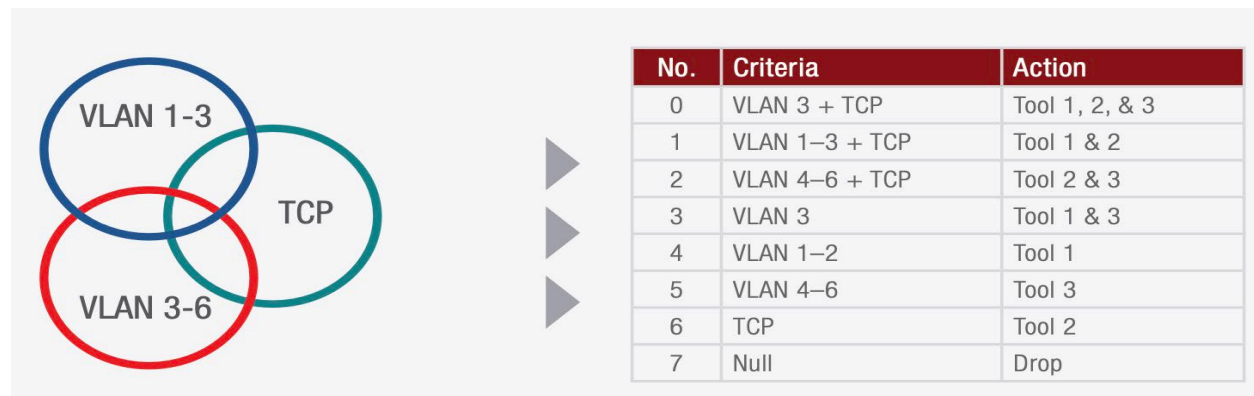 VLAN 1-3
TCP
VLAN 3-6
No. Criteria Action
0 VLAN 3 + TCP Tool 1, 2, & 3
1 VLAN 1–3 + TCP Tool 1 & 2
2 VLAN 4–6 + TCP Tool 2 & 3
3 VLAN 3 Tool 1 & 3
4 VLAN 1–2 Tool 1
5 VLAN 4–6 Tool 3
6 TCP Tool 2
7 Null Drop